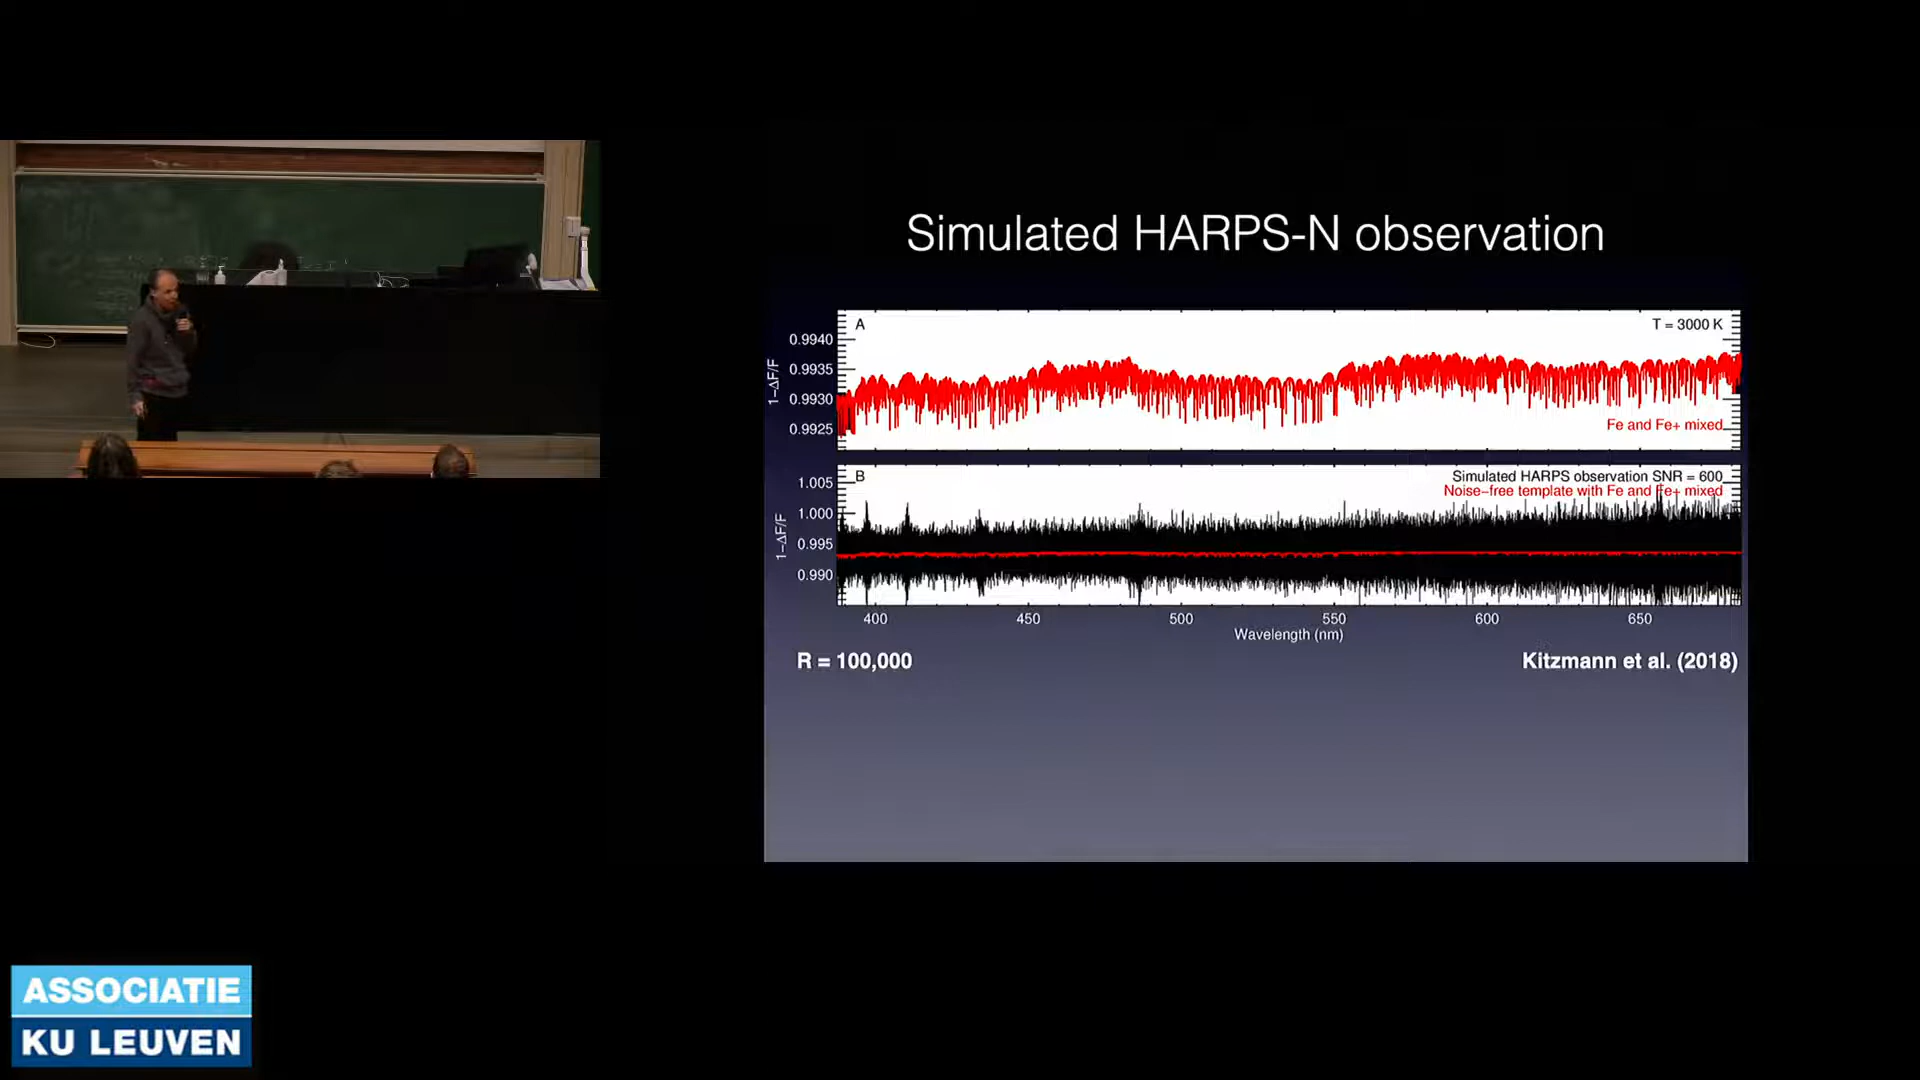 Simulated HARPS-N observation
A
T = 3000 K
0.9940
0.9935
0.9930
0.9925
1−ΔF/F
Fe and Fe+ mixed
B
Simulated HARPS observation SNR = 600
Noise−free template with Fe and Fe+ mixed
1.005
1.000
0.995
0.990
1−ΔF/F
400 450 500 550 600 650
Wavelength (nm)
R = 100,000
Kitzmann et al. (2018)
ASSOCIATIE
KU LEUVEN